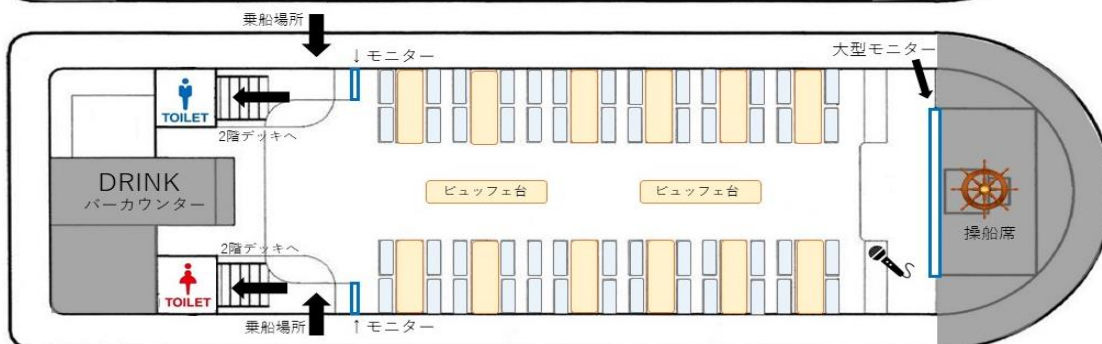 乗船場所
↓モニター
大型モニター
TOILET
2階デッキへ
DRINK
バーカウンター
ビュッフェ台
ビュッフェ台
操船席
2階デッキへ
TOILET
乗船場所
↑モニター